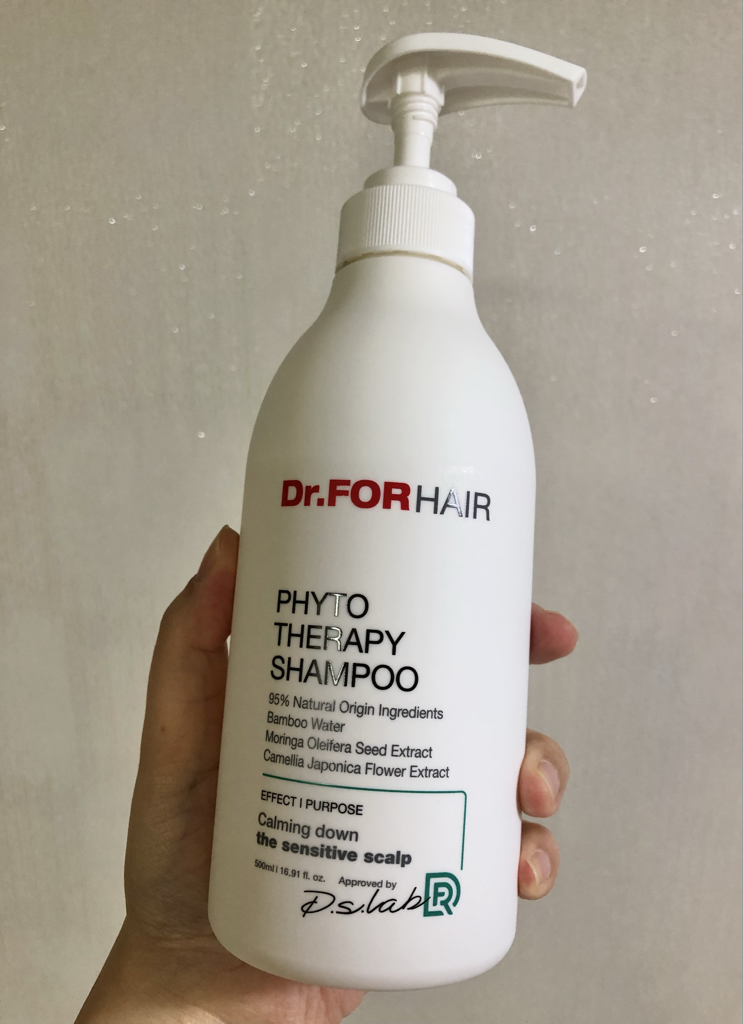 Dr.FORHAIR
PHYTO
THERAPY
SHAMPOO
95% Natural Origin Ingredients
Bamboo Water
Moringa Oleifera Seed Extract
Camellia Japonica Flower Extract
EFFECT | PURPOSE
Calming down
the sensitive scalp
500ml | 16,91 fl. oz. Approved by
D.s.lab